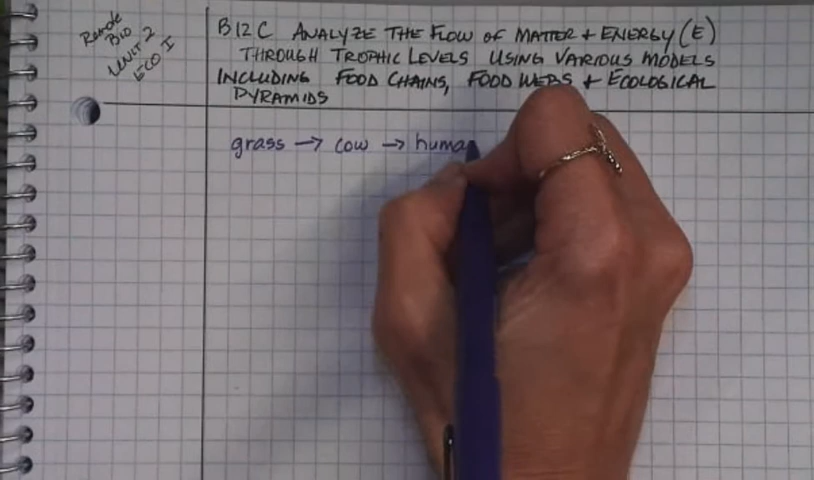 Remote
Bio
Unit 2
Eco I
B12C Analyze the Flow of Matter + Energy (E)
Through Trophic Levels Using Various Models
Including Food Chains, Food Webs + Ecological
Pyramids
grass → cow → huma